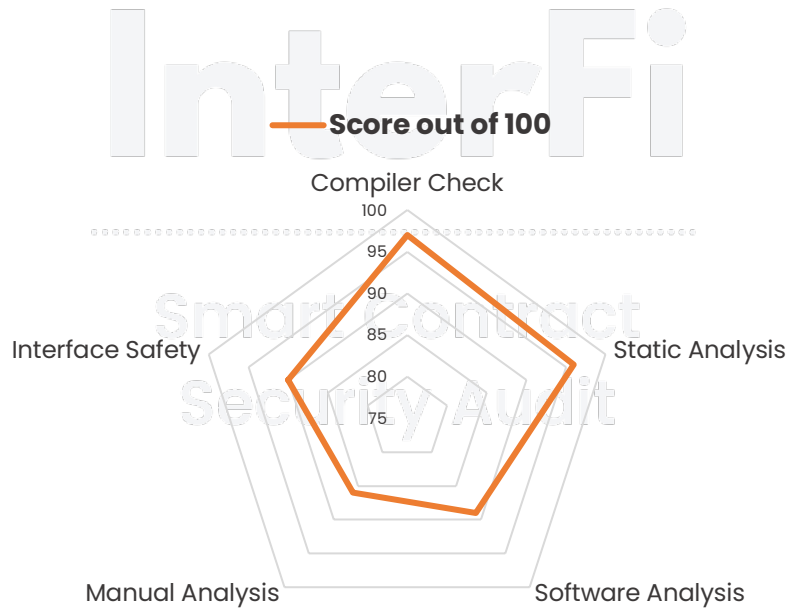 InterFi
Score out of 100
Compiler Check
100
95
90
Smart Contract
85
Interface Safety
Static Analysis
80
Security Audit
75
Manual Analysis
Software Analysis